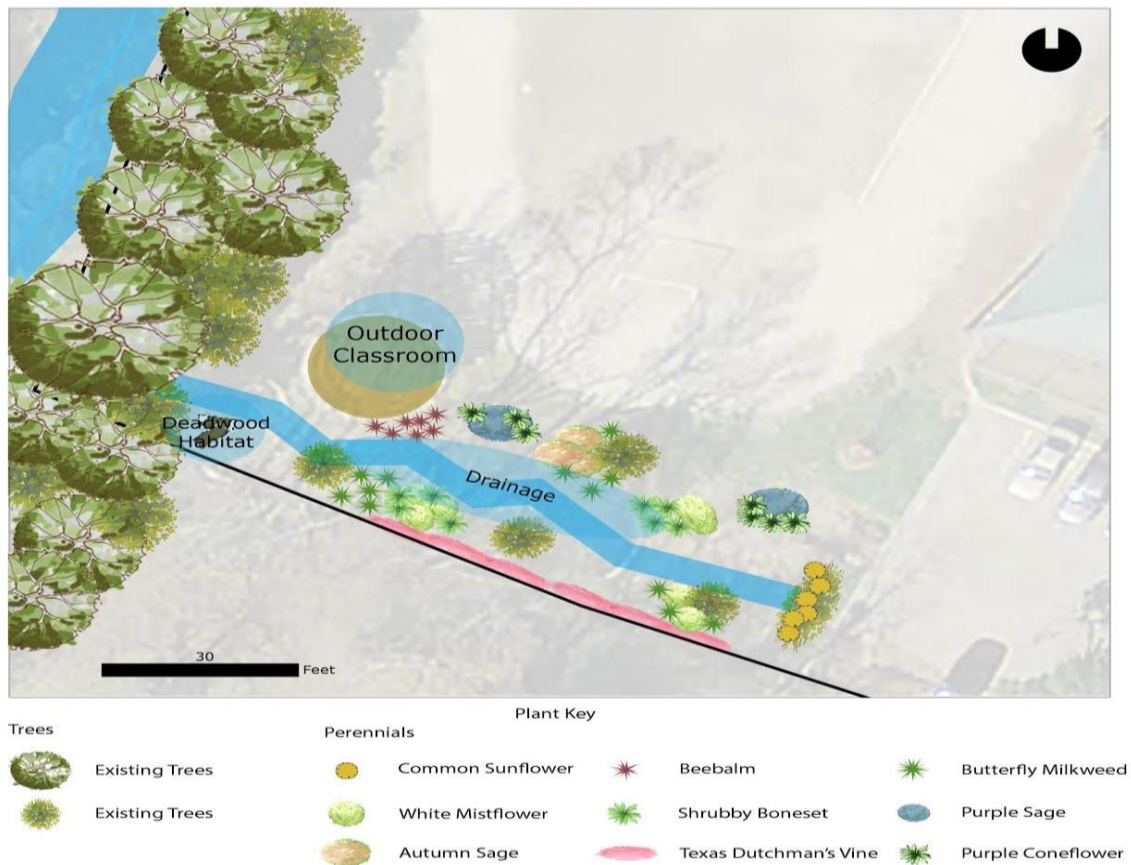 Outdoor
Classroom
Deadwood
Habitat
Drainage
30
Feet
Plant Key
Trees
Perennials
Existing Trees
Common Sunflower
Beebalm
Butterfly Milkweed
Existing Trees
White Mistflower
Shrubby Boneset
Purple Sage
Autumn Sage
Texas Dutchman's Vine
Purple Coneflower